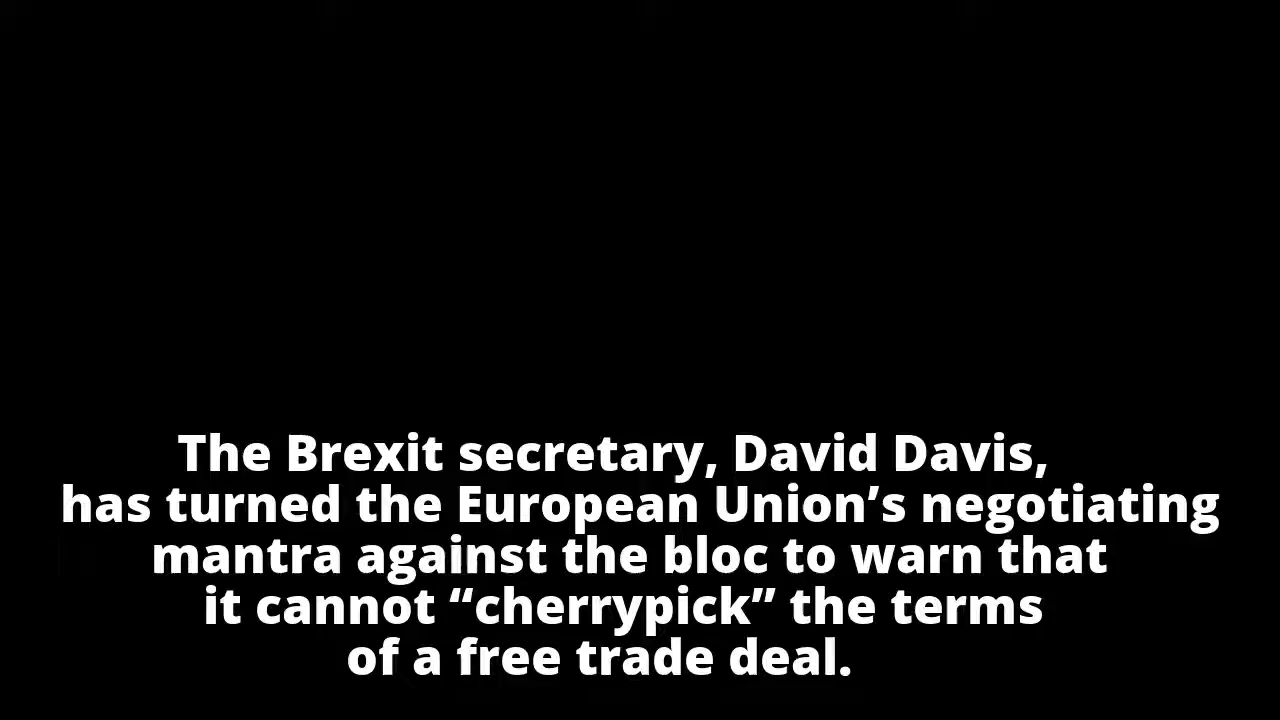 The Brexit secretary, David Davis,
has turned the European Union’s negotiating
mantra against the bloc to warn that
it cannot “cherrypick” the terms
of a free trade deal.